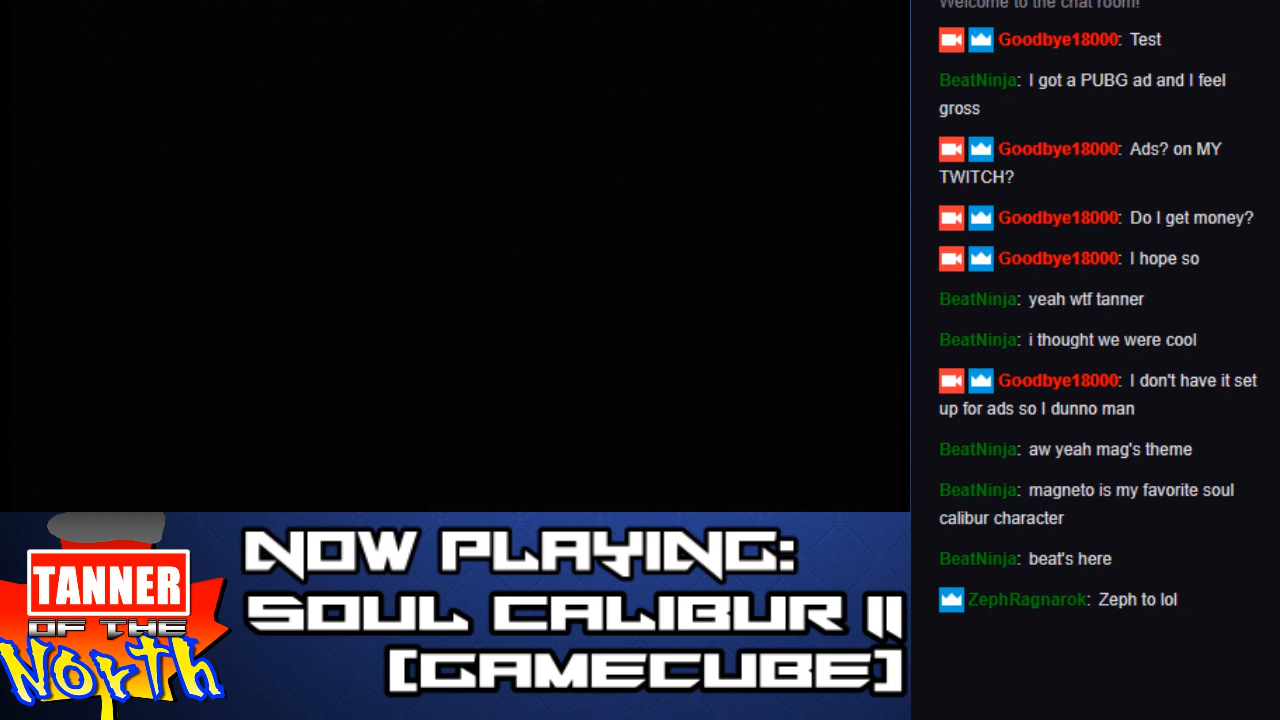 Welcome to the chat room!
Goodbye18000: Test
BeatNinja: I got a PUBG ad and I feel
gross
Goodbye18000: Ads? on MY
TWITCH?
Goodbye18000: Do I get money?
Goodbye18000: I hope so
BeatNinja: yeah wtf tanner
BeatNinja: i thought we were cool
Goodbye18000: I don't have it set
up for ads so I dunno man
BeatNinja: aw yeah mag's theme
BeatNinja: magneto is my favorite soul
calibur character
BeatNinja: beat's here
ZephRagnarok: Zeph to lol
TANNER
OF THE
North
NOW PLAYING:
SOUL CALIBUR II
[GAMECUBE]